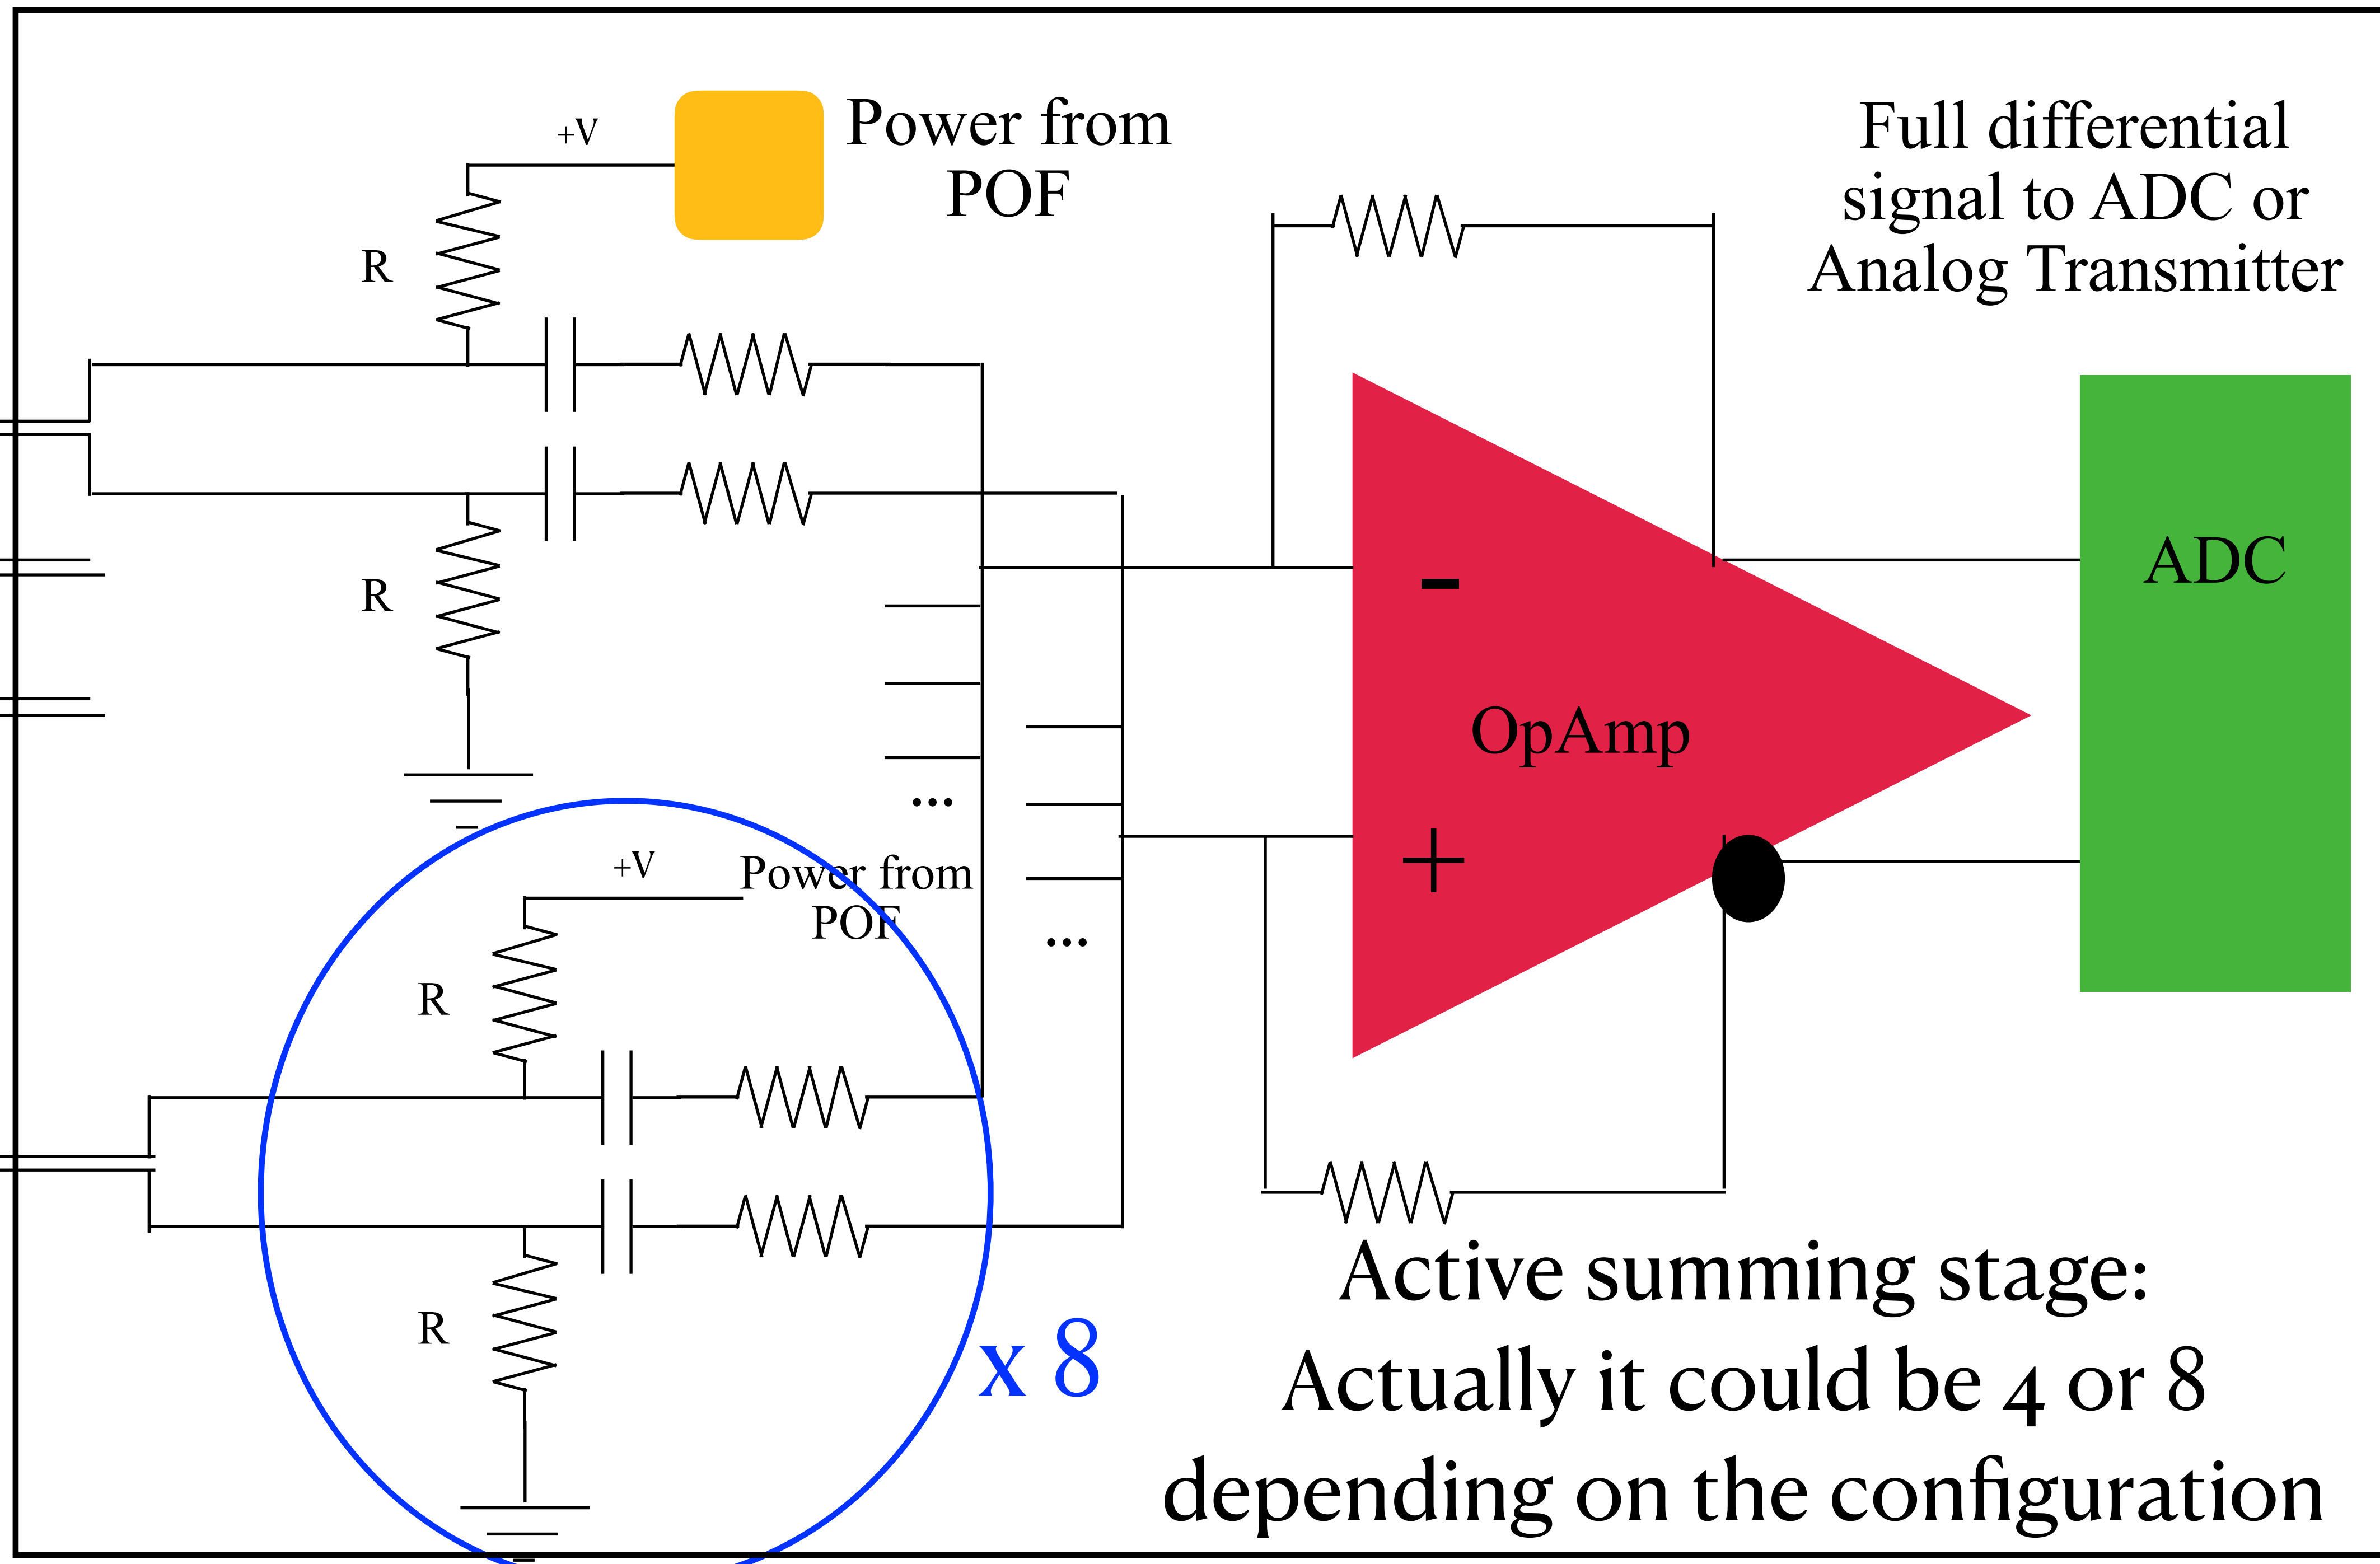 +V
Power from
POF
Full differential
signal to ADC or
Analog Transmitter
R
R
-
ADC
OpAmp
...
+
+V
Power from
POF
...
R
R
x 8
Active summing stage:
Actually it could be 4 or 8
depending on the configuration